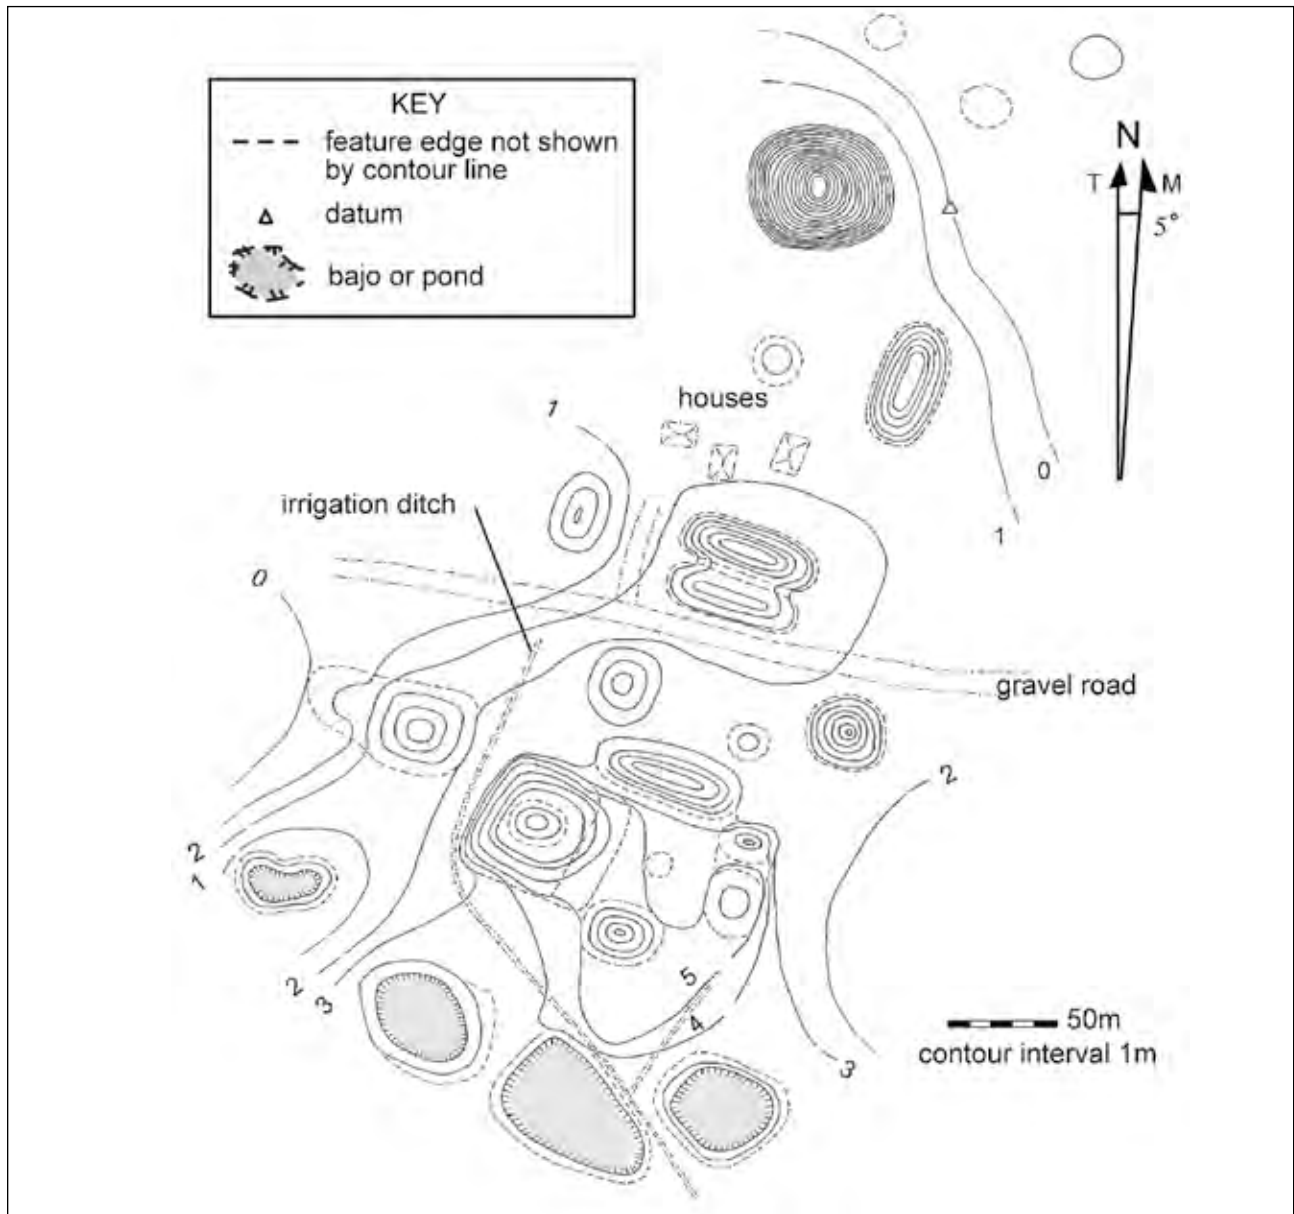 KEY
feature edge not shown
by contour line
datum
bajo or pond
N
T M
5°
houses
1
0
1
irrigation ditch
0
gravel road
2
2
1
5
2
3
4
3
50m
contour interval 1m